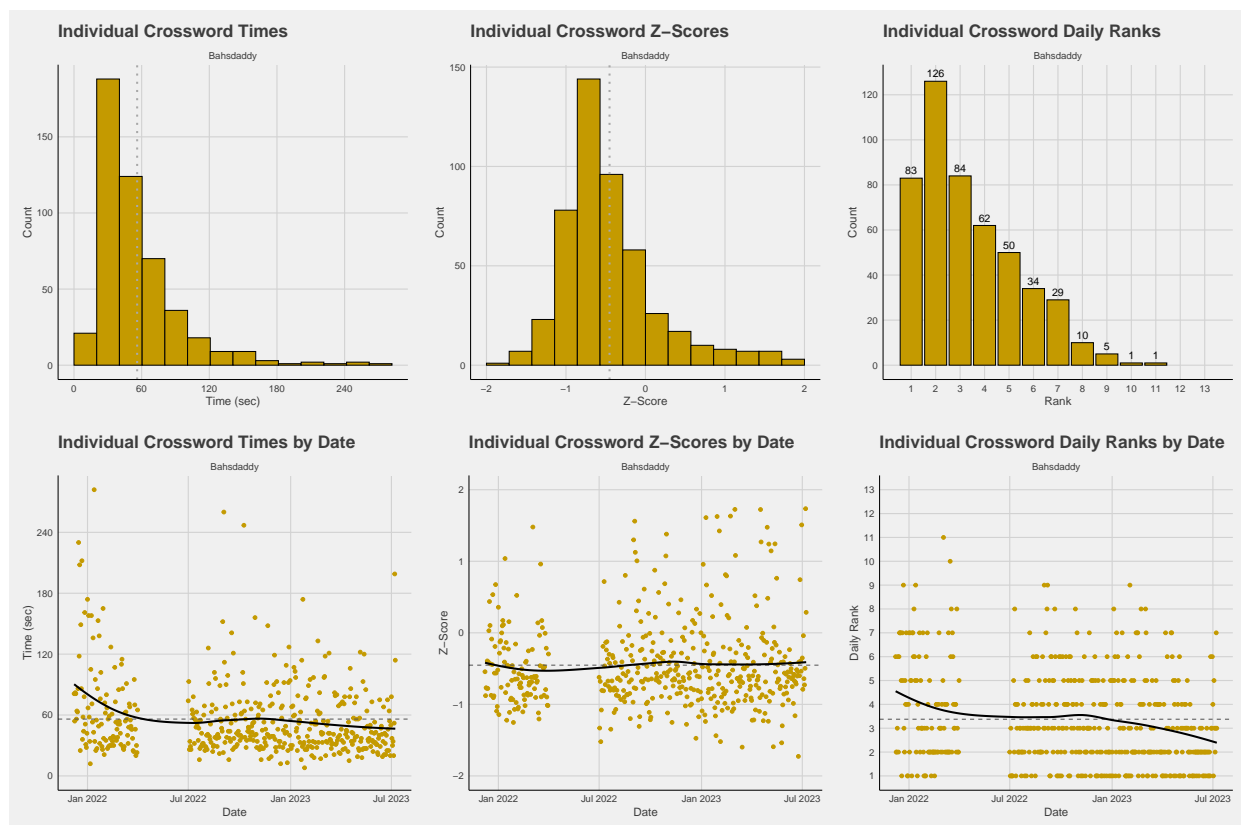 Individual Crossword Times
Bahsdaddy
Count
150
100
50
0
0 60 120 180 240
Time (sec)
Individual Crossword Z−Scores
Bahsdaddy
Count
150
100
50
0
−2 −1 0 1 2
Z−Score
Individual Crossword Daily Ranks
Bahsdaddy
Count
120
100
80
60
40
20
0
83 126 84 62 50 34 29 10 5 1 1
1 2 3 4 5 6 7 8 9 10 11 12 13
Rank
Individual Crossword Times by Date
Bahsdaddy
Time (sec)
240
180
120
60
0
Jan 2022 Jul 2022 Jan 2023 Jul 2023
Date
Individual Crossword Z−Scores by Date
Bahsdaddy
Z−Score
2
1
0
−1
−2
Jan 2022 Jul 2022 Jan 2023 Jul 2023
Date
Individual Crossword Daily Ranks by Date
Bahsdaddy
Daily Rank
13
12
11
10
9
8
7
6
5
4
3
2
1
Jan 2022 Jul 2022 Jan 2023 Jul 2023
Date